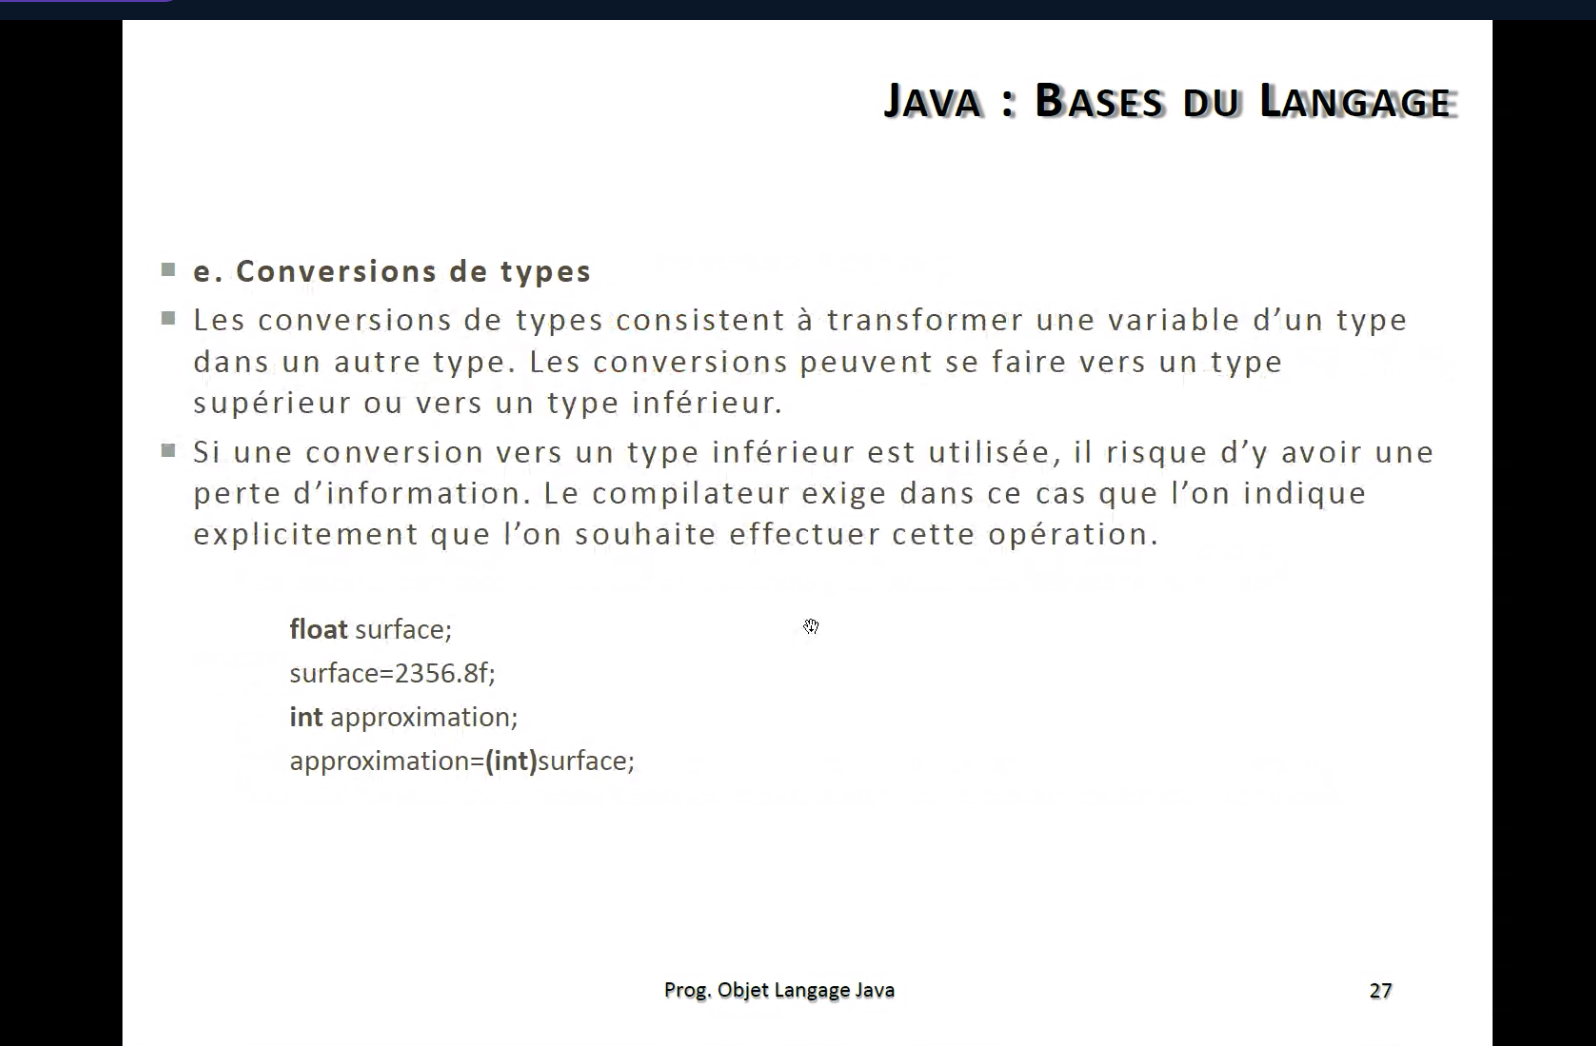 JAVA : BASES DU LANGAGE
e. Conversions de types
Les conversions de types consistent à transformer une variable d’un type
dans un autre type. Les conversions peuvent se faire vers un type
supérieur ou vers un type inférieur.
Si une conversion vers un type inférieur est utilisée, il risque d’y avoir une
perte d’information. Le compilateur exige dans ce cas que l’on indique
explicitement que l’on souhaite effectuer cette opération.
float surface;
surface=2356.8f;
int approximation;
approximation=(int)surface;
Prog. Objet Langage Java
27